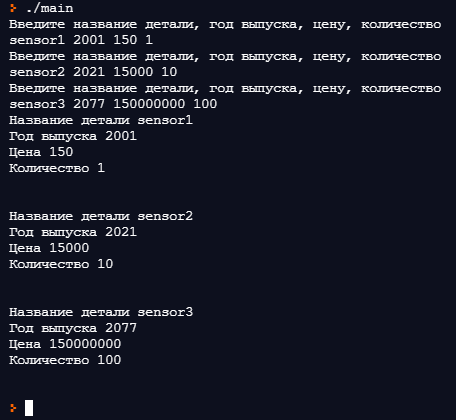 > ./main
Введите название детали, год выпуска, цену, количество
sensor1 2001 150 1
Введите название детали, год выпуска, цену, количество
sensor2 2021 15000 10
Введите название детали, год выпуска, цену, количество
sensor3 2077 150000000 100
Название детали sensor1
Год выпуска 2001
Цена 150
Количество 1
Название детали sensor2
Год выпуска 2021
Цена 15000
Количество 10
Название детали sensor3
Год выпуска 2077
Цена 150000000
Количество 100
>